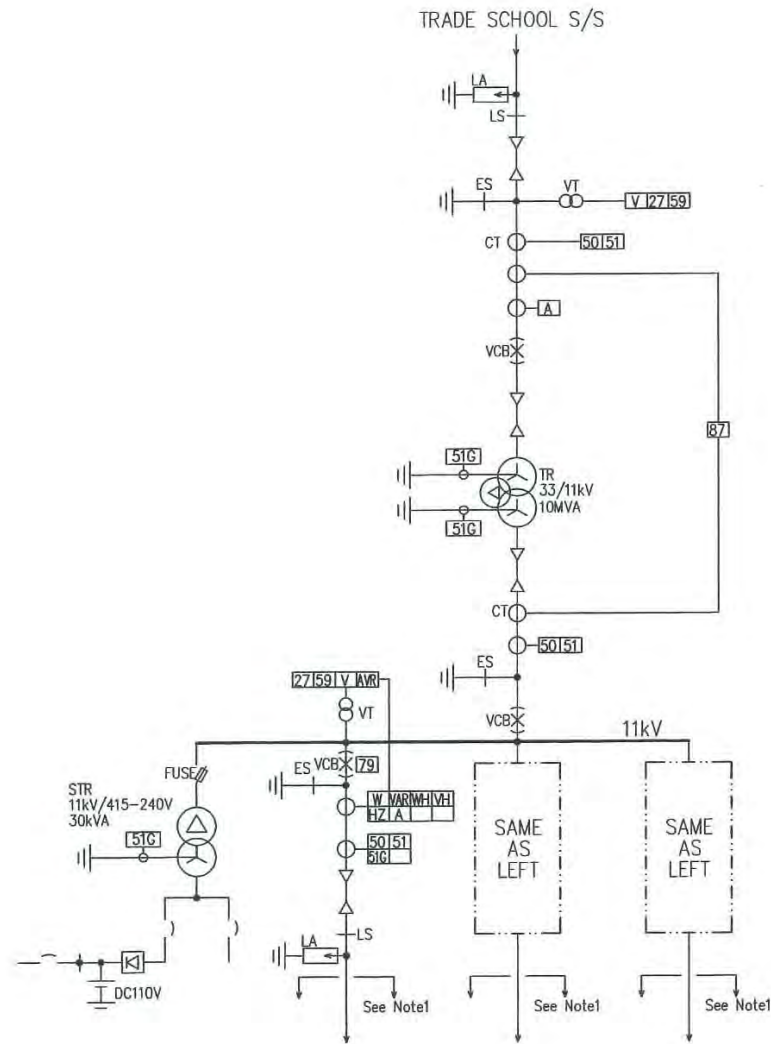 TRADE SCHOOL S/S
LA
LS
ES
VT
V 27 59
CT
50 51
A
VCB
87
51G
TR
33/11kV
10MVA
51G
CT
50 51
27 59 V AVR
ES
VT
VCB
11kV
FUSE
ES
VCB
79
STR
11kV/415-240V
30kVA
W VAR WH VH
HZ A
51G
50 51
51G
SAME
AS
LEFT
SAME
AS
LEFT
LS
LA
DC110V
See Note1
See Note1
See Note1